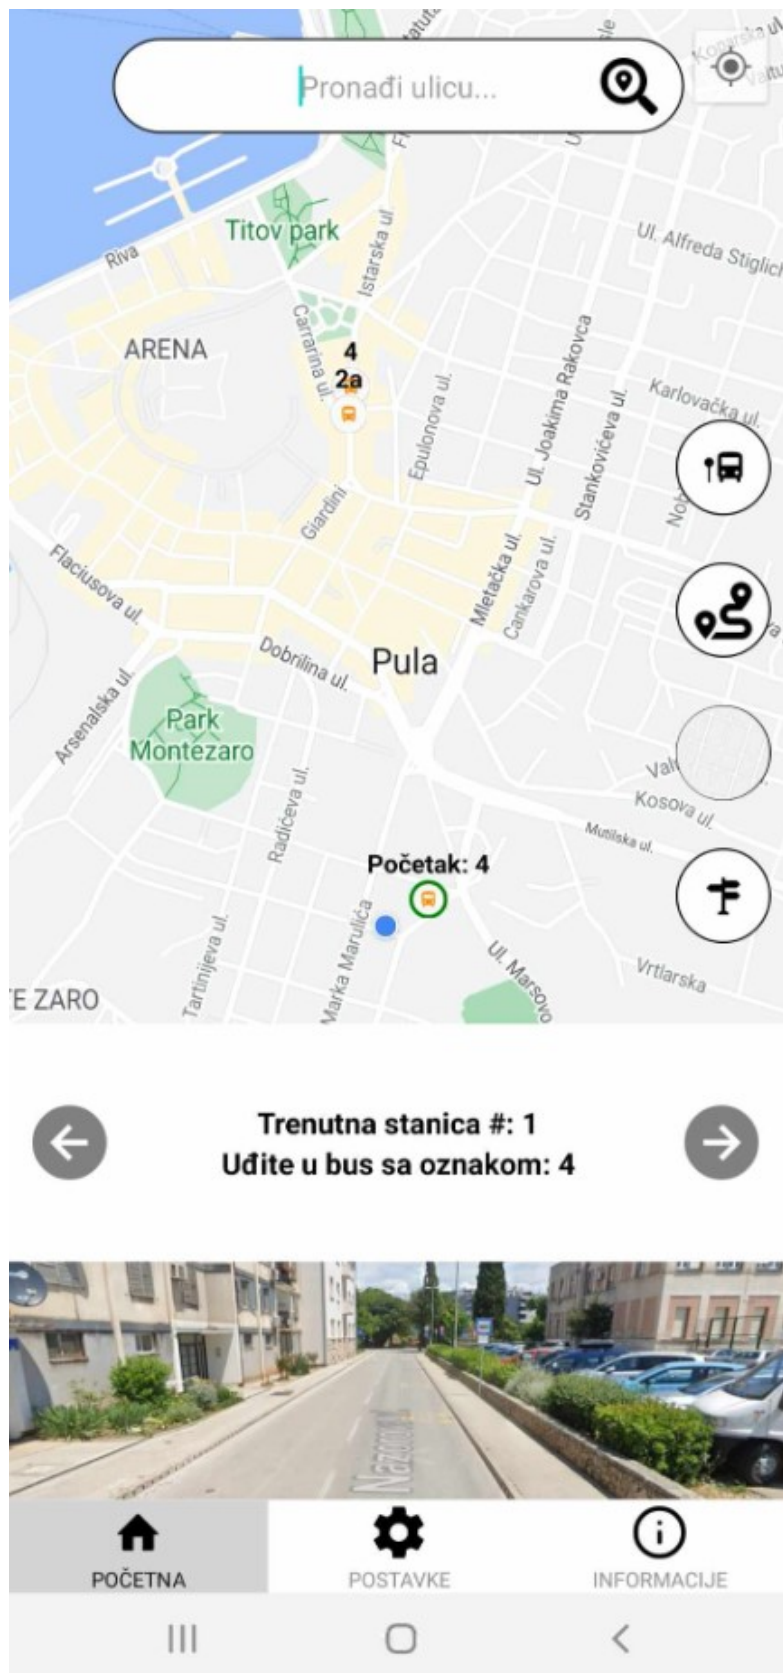 Pronađi ulicu...
Koparska ul.
Titov park
Riva
Istarska ul.
Ul. Alfreda Štiglić
ARENA
Carrarina ul.
4
2a
Ul. Joakima Rakovca
Karlovačka ul.
Epulonova ul.
Stankovićeva ul.
Giardini
Flaciusova ul.
Mletačka ul.
Cankarova ul.
Dobrilina ul.
Pula
Arsenalska ul.
Park
Montezaro
Kosova ul.
Radićeva ul.
Mutilska ul.
Početak: 4
Marka Marulića
Tartinijeva ul.
Ul. Marsovo
Vrtlarska
E ZARO
Trenutna stanica #: 1
Uđite u bus sa oznakom: 4
POČETNA
POSTAVKE
INFORMACIJE